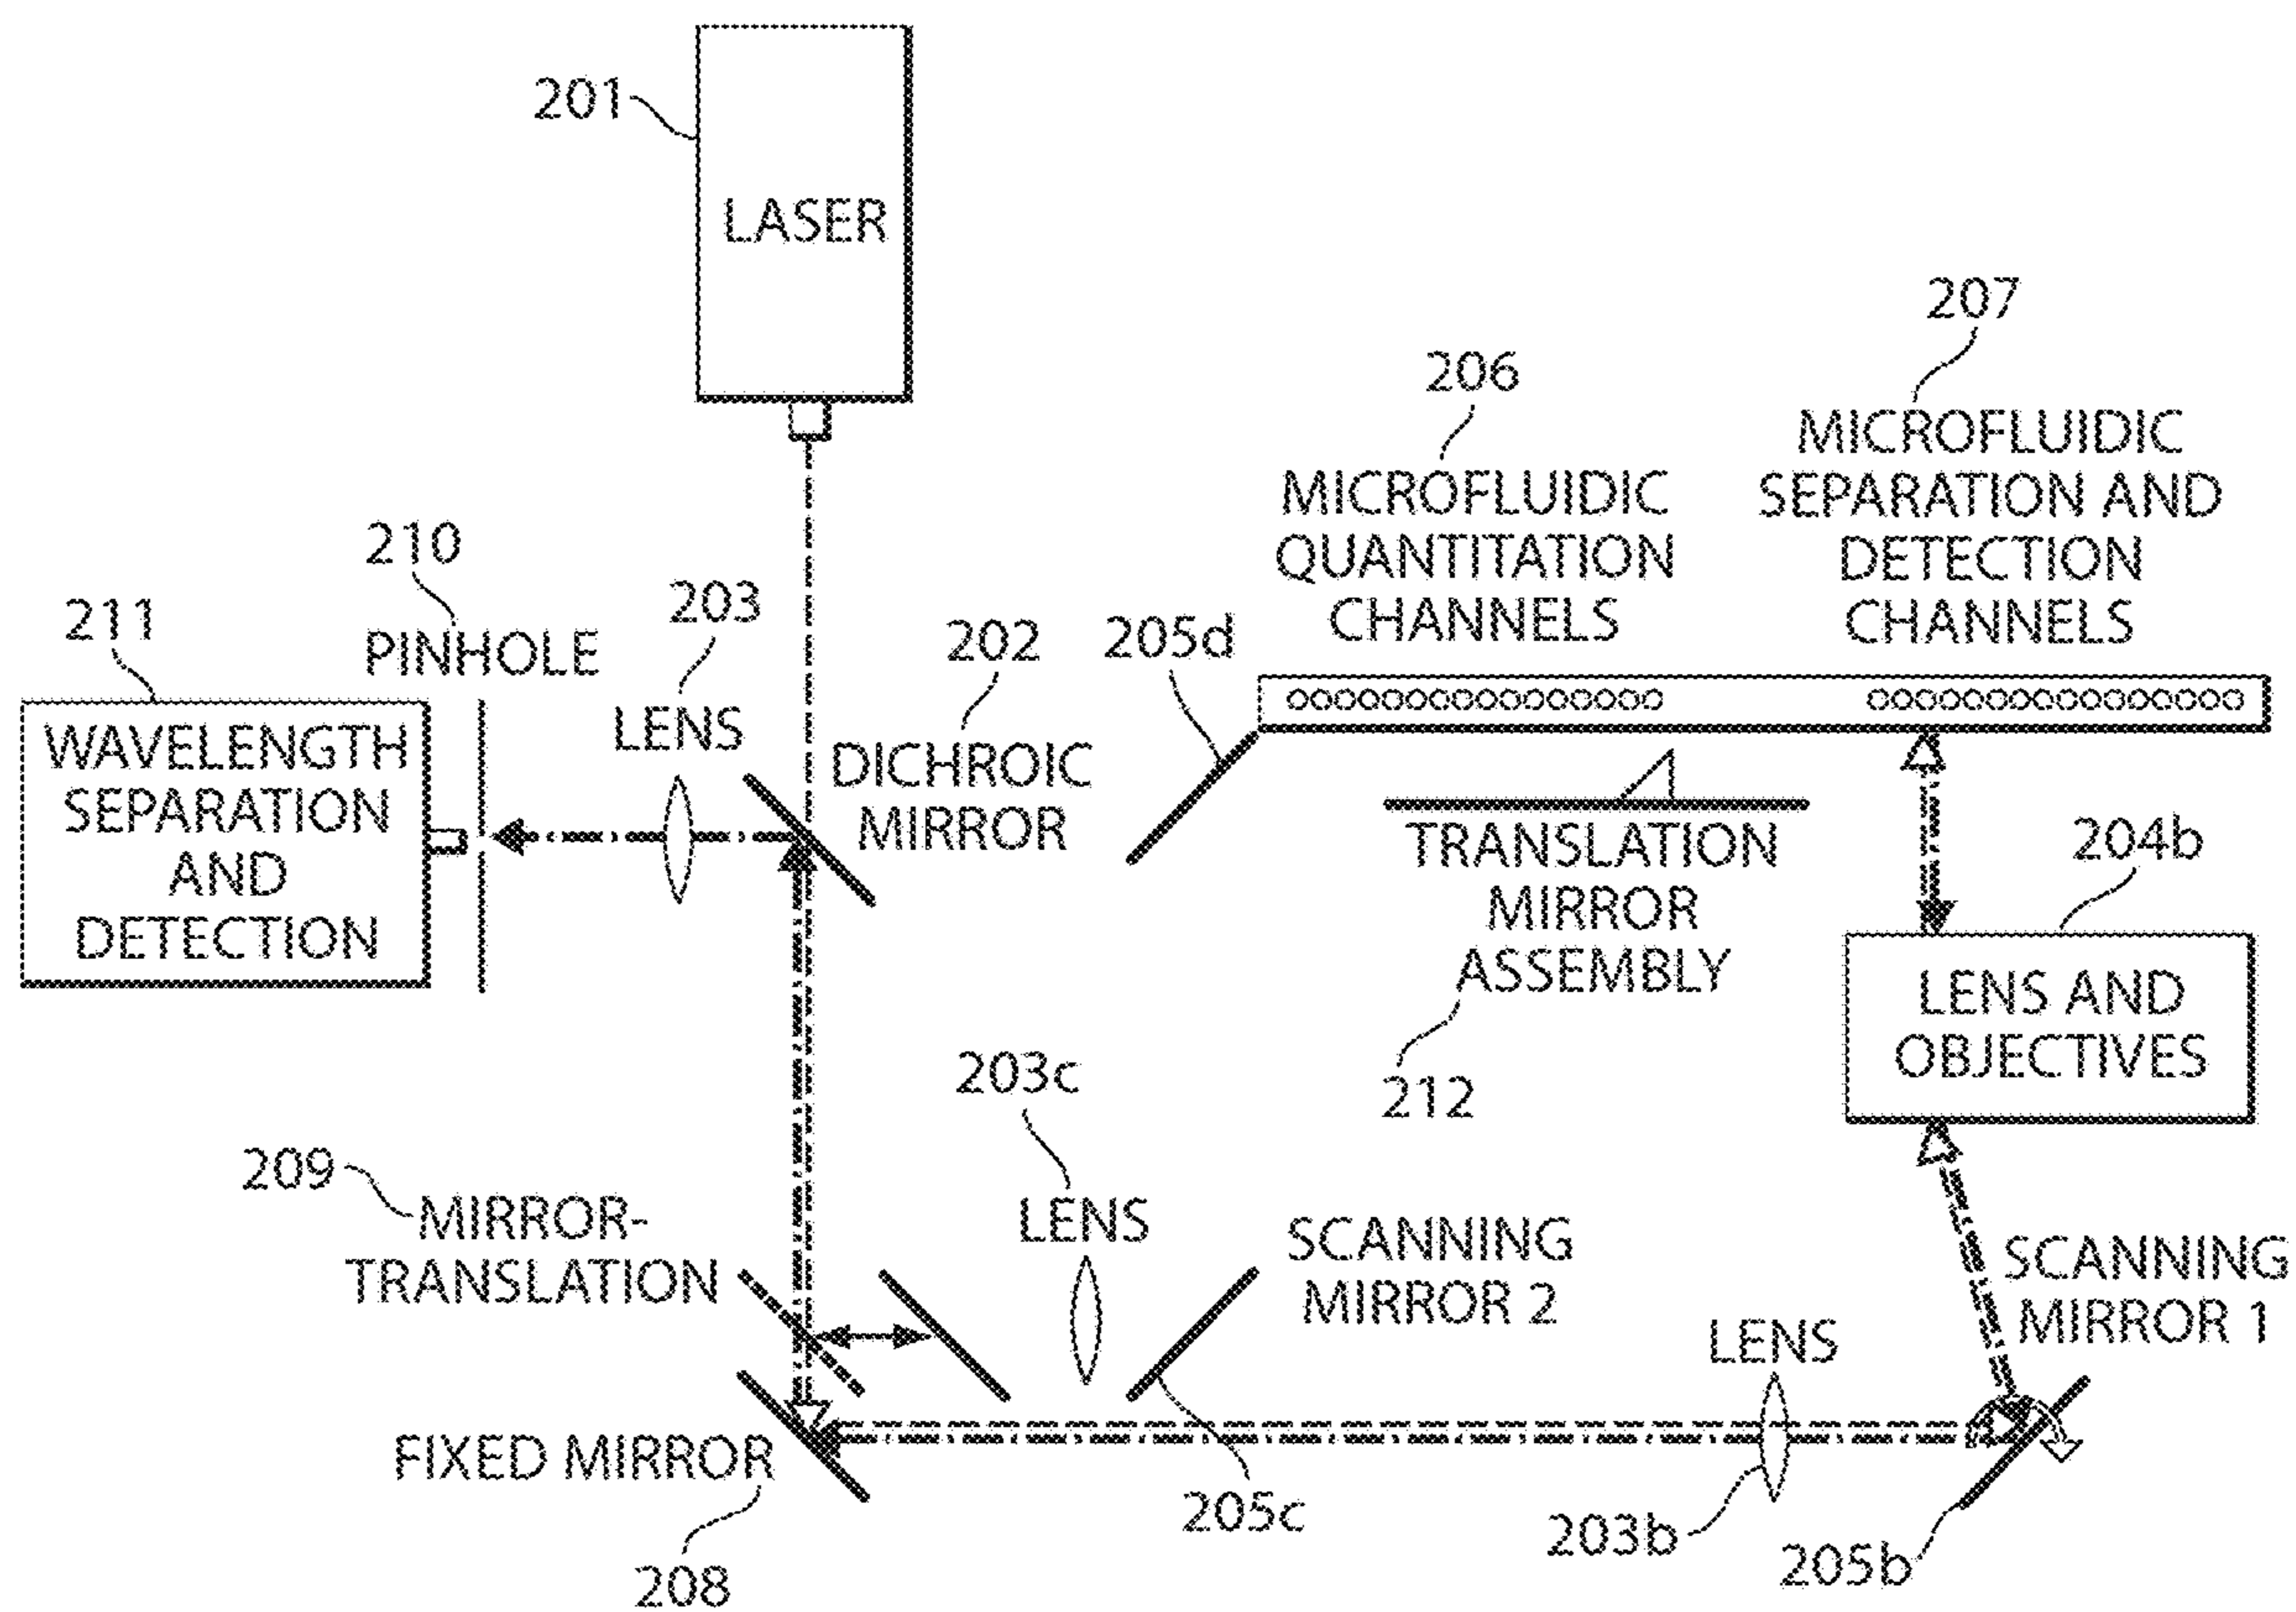 201
LASER
207
206
MICROFLUIDIC
SEPARATION AND
DETECTION
CHANNELS
MICROFLUIDIC
QUANTITATION
CHANNELS
210
PINHOLE
203
LENS
202
DICHROIC
MIRROR
205d
211
WAVELENGTH
SEPARATION
AND
DETECTION
TRANSLATION
MIRROR
ASSEMBLY
212
204b
LENS AND
OBJECTIVES
203c
LENS
209
MIRROR-
TRANSLATION
SCANNING
MIRROR 2
SCANNING
MIRROR 1
LENS
FIXED MIRROR
208
205c
203b
205b